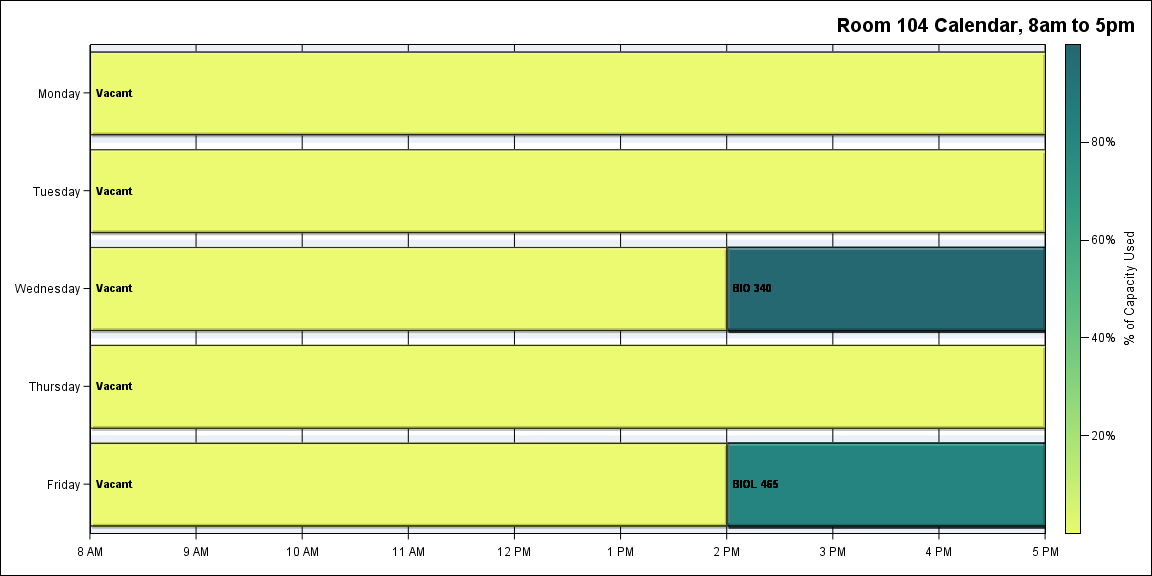 Room 104 Calendar, 8am to 5pm
Monday
Vacant
Tuesday
Vacant
Wednesday
Vacant
BIO 340
Thursday
Vacant
Friday
Vacant
BIOL 465
8 AM
9 AM
10 AM
11 AM
12 PM
1 PM
2 PM
3 PM
4 PM
5 PM
80%
60%
40%
20%
% of Capacity Used